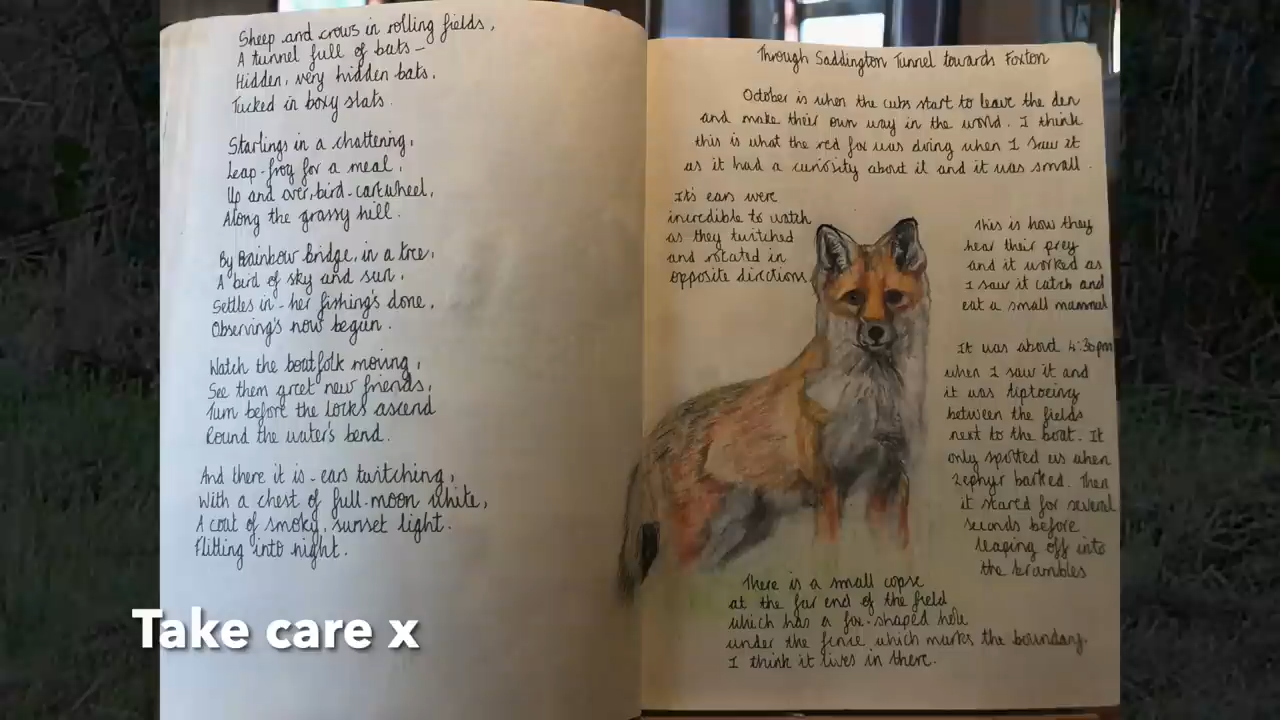 Sheep and crows in rolling fields,
A tunnel full of bats –
Hidden, very hidden bats,
Tucked in boxy slats.
Starlings in a chattering,
Leap-frog for a meal,
Up and over, bird-cartwheel,
Along the grassy hill.
By Rainbow Bridge, in a tree,
A bird of sky and sun,
Settles in – her fishing's done,
Observing's now begun.
Watch the boatfolk moving,
See them greet new friends,
Turn before the locks ascend
Round the water's bend.
And there it is – ears twitching,
With a chest of full-moon white,
A coat of smoky, sunset light.
Flitting into night.
Through Saddington Tunnel towards Foxton
October is when the cubs start to leave the den
and make their own way in the world. I think
this is what the red fox was doing when I saw it
as it had a curiosity about it and it was small.
It's ears were
incredible to watch
as they twitched
and rotated in
opposite directions
This is how they
hear their prey
and it worked as
I saw it catch and
eat a small mammal
It was about 4:30pm
when I saw it and
it was tiptoeing
between the fields
next to the boat. It
only spotted us when
Zephyr barked. Then
it stared for several
seconds before
leaping off into
the brambles
There is a small copse
at the far end of the field
which has a fox-shaped hole
under the fence which marks the boundary.
I think it lives in there.
Take care x